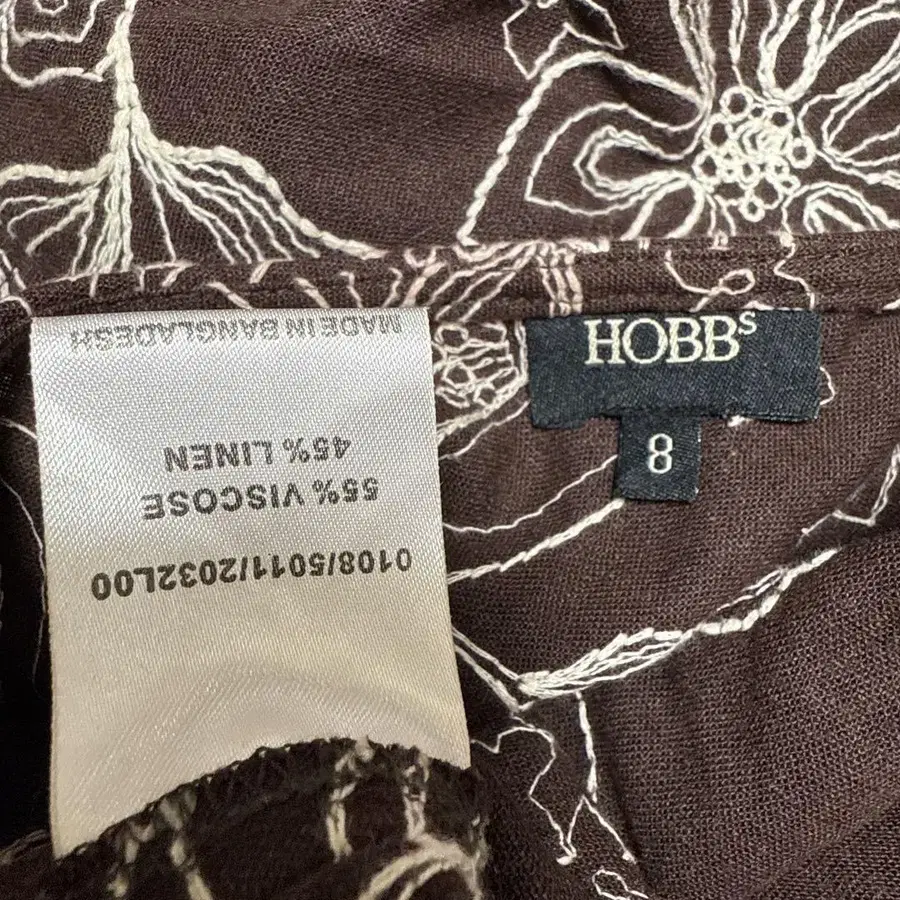 HOBBs
8
0108/5011/2032L00
55% VISCOSE
45% LINEN
MADE IN BANGLADESH